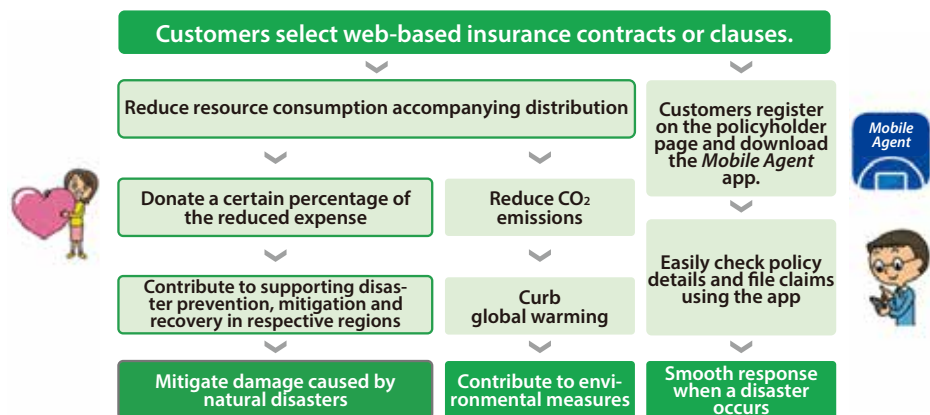 Customers select web-based insurance contracts or clauses.
Reduce resource consumption accompanying distribution
Customers register
on the policyholder
page and download
the Mobile Agent
app.
Mobile
Agent
Donate a certain percentage of
the reduced expense
Reduce CO₂
emissions
Easily check policy
details and file claims
using the app
Contribute to supporting disas-
ter prevention, mitigation and
recovery in respective regions
Curb
global warming
Mitigate damage caused by
natural disasters
Contribute to envi-
ronmental measures
Smooth response
when a disaster
occurs